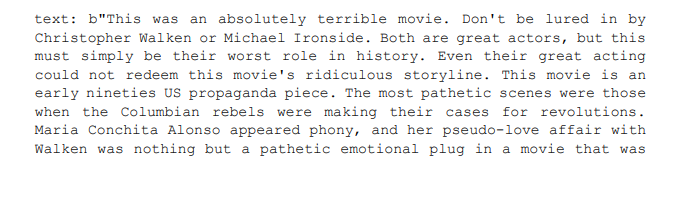 text: b"This was an absolutely terrible movie. Don't be lured in by
Christopher Walken or Michael Ironside. Both are great actors, but this
must simply be their worst role in history. Even their great acting
could not redeem this movie's ridiculous storyline. This movie is an
early nineties US propaganda piece. The most pathetic scenes were those
when the Columbian rebels were making their cases for revolutions.
Maria Conchita Alonso appeared phony, and her pseudo-love affair with
Walken was nothing but a pathetic emotional plug in a movie that was